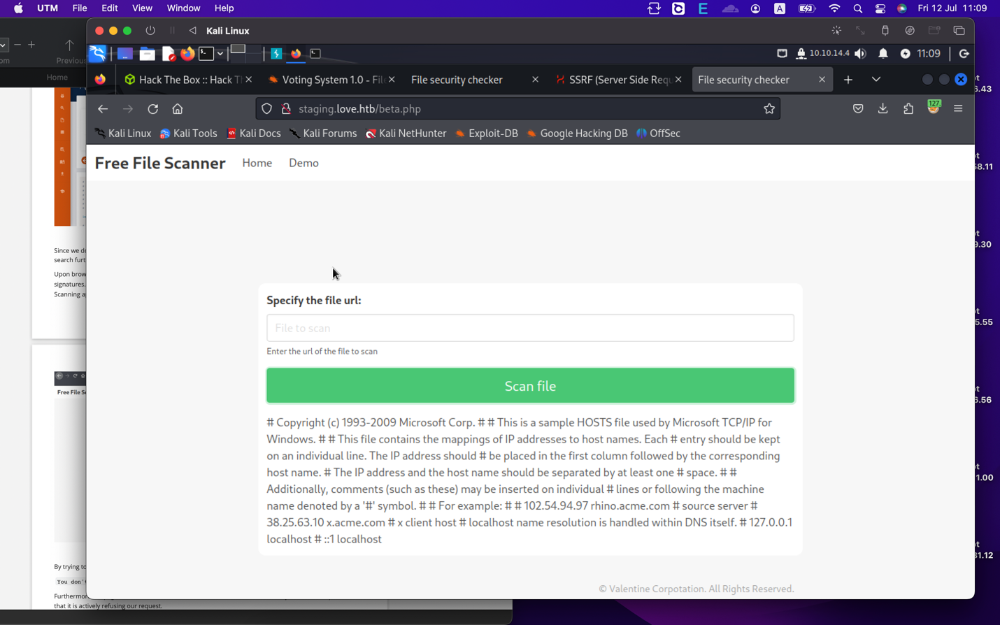 UTM File Edit View Window Help
A Fri 12 Jul 11:09
Kali Linux
10.10.14.4 11:09
Hack The Box :: Hack Voting System 1.0 - File security checker SSRF (Server Side Requ File security checker
staging.love.htb/beta.php
127.
Kali Linux Kali Tools Kali Docs Kali Forums Kali NetHunter Exploit-DB Google Hacking DB OffSec
Free File Scanner Home Demo
Specify the file url:
File to scan
Enter the url of the file to scan
Scan file
# Copyright (c) 1993-2009 Microsoft Corp. # # This is a sample HOSTS file used by Microsoft TCP/IP for
Windows. # # This file contains the mappings of IP addresses to host names. Each # entry should be kept
on an individual line. The IP address should # be placed in the first column followed by the corresponding
host name. # The IP address and the host name should be separated by at least one # space. # #
Additionally, comments (such as these) may be inserted on individual # lines or following the machine
name denoted by a '#' symbol. # # For example: # # 102.54.94.97 rhino.acme.com # source server #
38.25.63.10 x.acme.com # x client host # localhost name resolution is handled within DNS itself. # 127.0.0.1
localhost # ::1 localhost
© Valentine Corpotation. All Rights Reserved.
Previous
Home
Since we do
search furt
Upon brow
signatures.
Scanning a
Free File Sc
By trying to
You don't
Furthermor
that it is actively refusing our request.
6.43
8.11
9.30
5.55
6.56
1.00
31.12